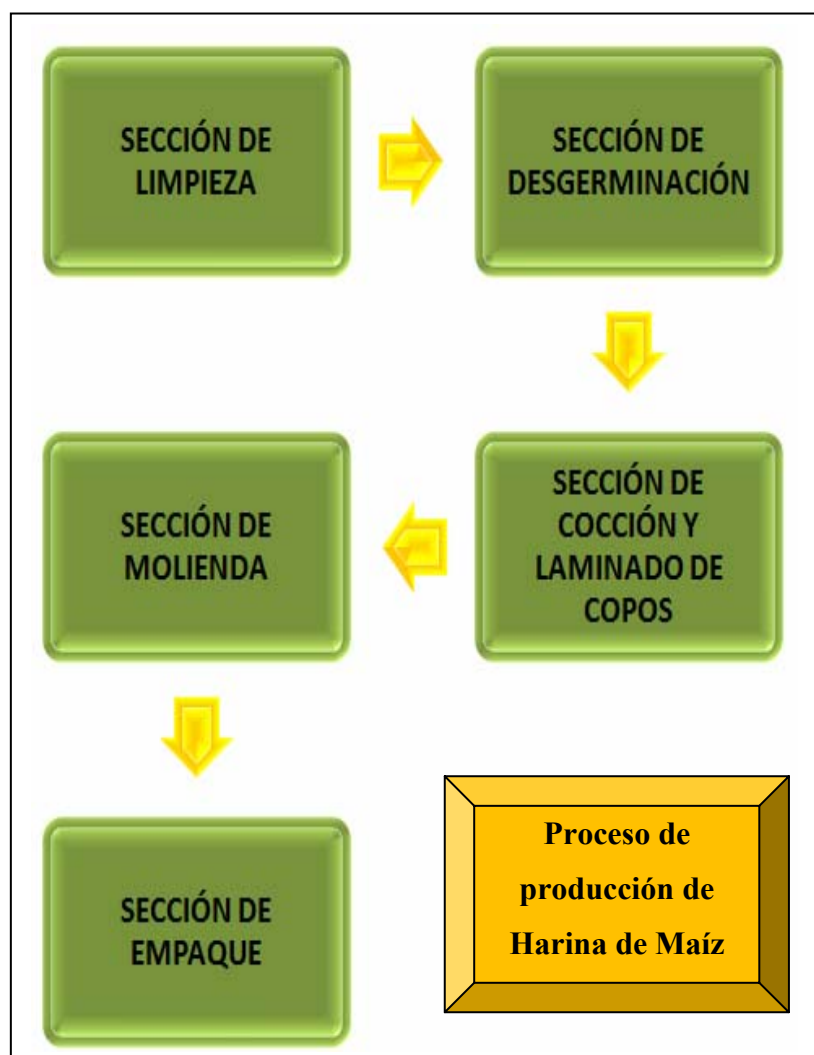 SECCIÓN DE
LIMPIEZA
SECCIÓN DE
DESGERMINACIÓN
SECCIÓN DE
COCCIÓN Y
LAMINADO DE
COPOS
SECCIÓN DE
MOLIENDA
SECCIÓN DE
EMPAQUE
Proceso de
producción de
Harina de Maíz